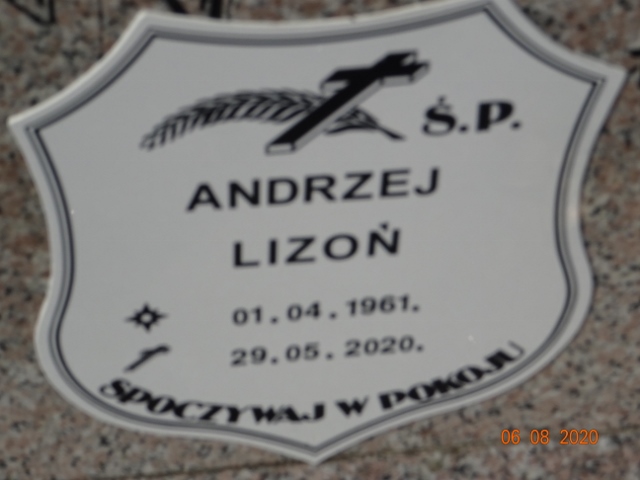 Ś.P.
ANDRZEJ
LIZOŃ
01.04.1961.
29.05.2020.
SPOCZYWAJ W POKOJU
06 08 2020